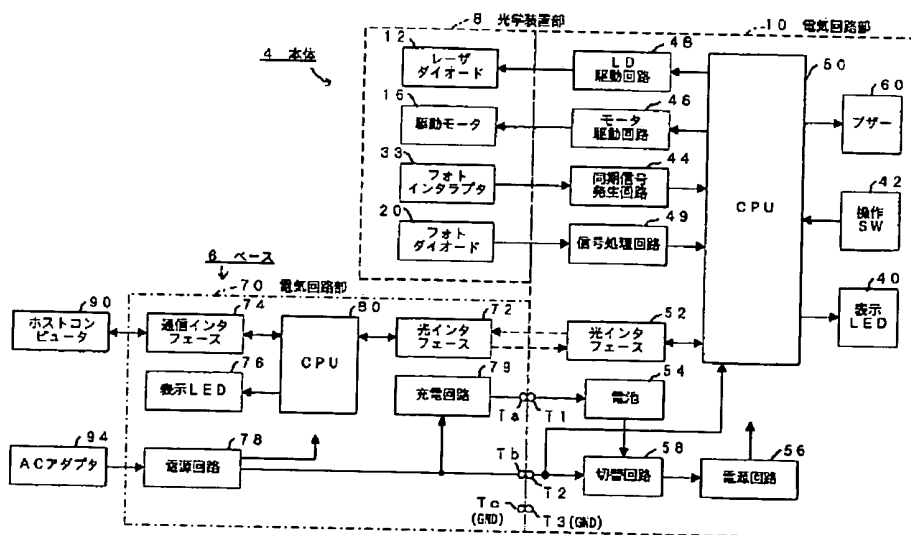 8 光学装置部
10 電気回路部
4 本体
12
レーザ
ダイオード
48
LD
駆動回路
50
CPU
60
ブザー
16
駆動モータ
46
モータ
駆動回路
33
フォト
インタラプタ
44
同期信号
発生回路
42
操作
SW
20
フォト
ダイオード
49
信号処理回路
40
表示
LED
6 ベース
70 電気回路部
90
ホストコン
ピュータ
74
通信インタ
フェース
80
CPU
72
光インタ
フェース
52
光インタ
フェース
76
表示LED
79
充電回路
Ta
T1
54
電池
94
ACアダプタ
78
電源回路
Tb
T2
58
切替回路
56
電源回路
Tc
(GND)
T3(GND)